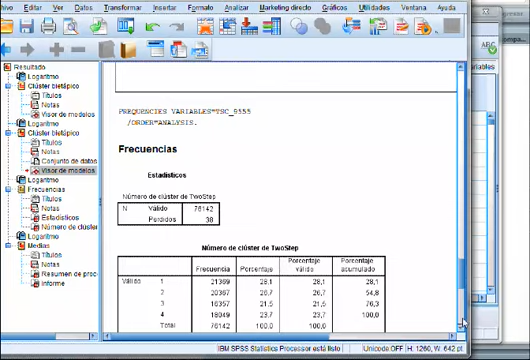 Archivo Editar Ver Datos Transformar Insertar Formato Analizar Marketing directo Gráficos Utilidades Ventana Ayuda
Resultado
Logaritmo
Clúster bietápico
Títulos
Notas
Visor de modelos
Logaritmo
Clúster bietápico
Títulos
Notas
Conjunto de datos
Visor de modelos
Logaritmo
Frecuencias
Títulos
Notas
Estadísticos
Número de clúster
Logaritmo
Medias
Títulos
Notas
Resumen de proc
Informe
FREQUENCIES VARIABLES=TSC_9555
/ORDER=ANALYSIS.
Frecuencias
Estadísticos
Número de clúster de TwoStep
N Válido 76142
Perdidos 38
Número de clúster de TwoStep
Frecuencia Porcentaje Porcentaje válido Porcentaje acumulado
Válido 1 21369 28,1 28,1 28,1
2 20367 26,7 26,7 54,8
3 16357 21,5 21,5 76,3
4 18049 23,7 23,7 100,0
Total 76142 100,0 100,0
IBM SPSS Statistics Processor está listo Unicode OFF H: 1260, W: 642 pt.